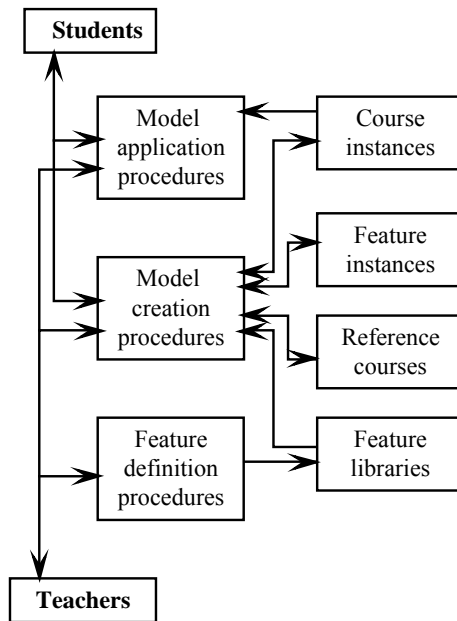 Students
Model
application
procedures
Course
instances
Feature
instances
Model
creation
procedures
Reference
courses
Feature
definition
procedures
Feature
libraries
Teachers